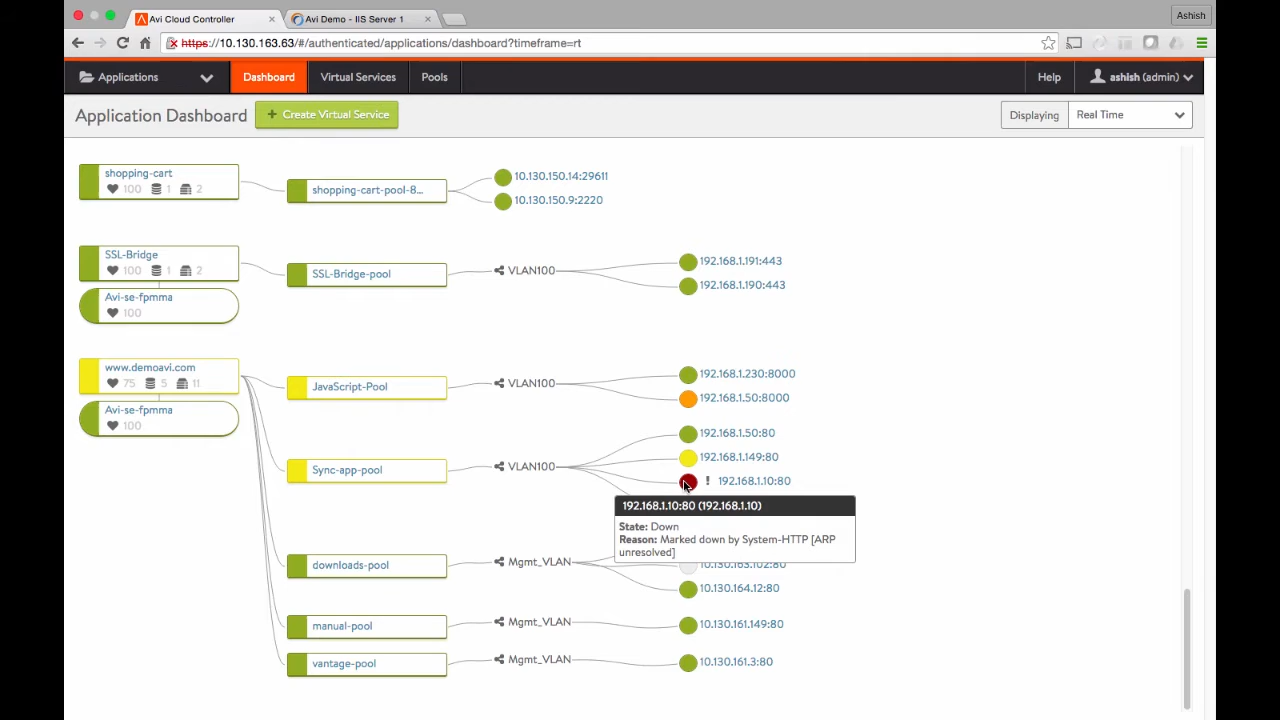 Avi Cloud Controller
Avi Demo - IIS Server 1
Ashish
https://10.130.163.63/#/authenticated/applications/dashboard?timeframe=rt
Applications
Dashboard
Virtual Services
Pools
Help
ashish (admin)
Application Dashboard
+ Create Virtual Service
Displaying
Real Time
shopping-cart
100 1 2
shopping-cart-pool-8...
10.130.150.14:29611
10.130.150.9:2220
SSL-Bridge
100 1 2
Avi-se-fpmma
100
SSL-Bridge-pool
VLAN100
192.168.1.191:443
192.168.1.190:443
www.demoavi.com
75 5 11
Avi-se-fpmma
100
JavaScript-Pool
VLAN100
192.168.1.230:8000
192.168.1.50:8000
Sync-app-pool
VLAN100
192.168.1.50:80
192.168.1.149:80
! 192.168.1.10:80
192.168.1.10:80 (192.168.1.10)
State: Down
Reason: Marked down by System-HTTP [ARP
unresolved]
downloads-pool
Mgmt_VLAN
10.130.163.102:80
10.130.164.12:80
manual-pool
Mgmt_VLAN
10.130.161.149:80
vantage-pool
Mgmt_VLAN
10.130.161.3:80